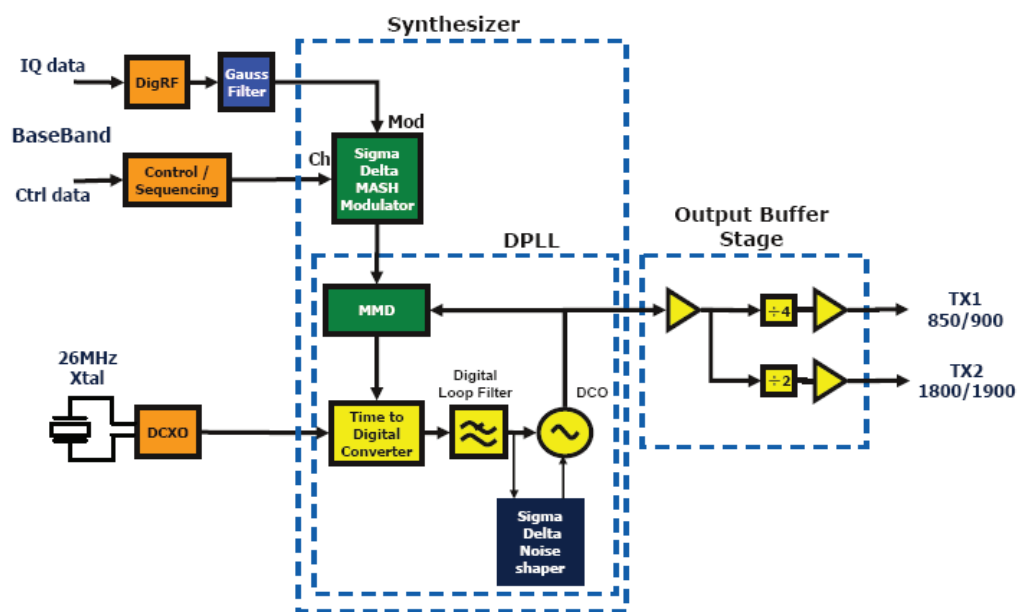 Synthesizer
IQ data
DigRF
Gauss
Filter
Mod
BaseBand
Ch
Sigma
Delta
MASH
Modulator
Control /
Sequencing
Ctrl data
Output Buffer
Stage
DPLL
MMD
÷4
TX1
850/900
26MHz
Xtal
Digital
Loop Filter
DCO
÷2
TX2
1800/1900
DCXO
Time to
Digital
Converter
Sigma
Delta
Noise
shaper